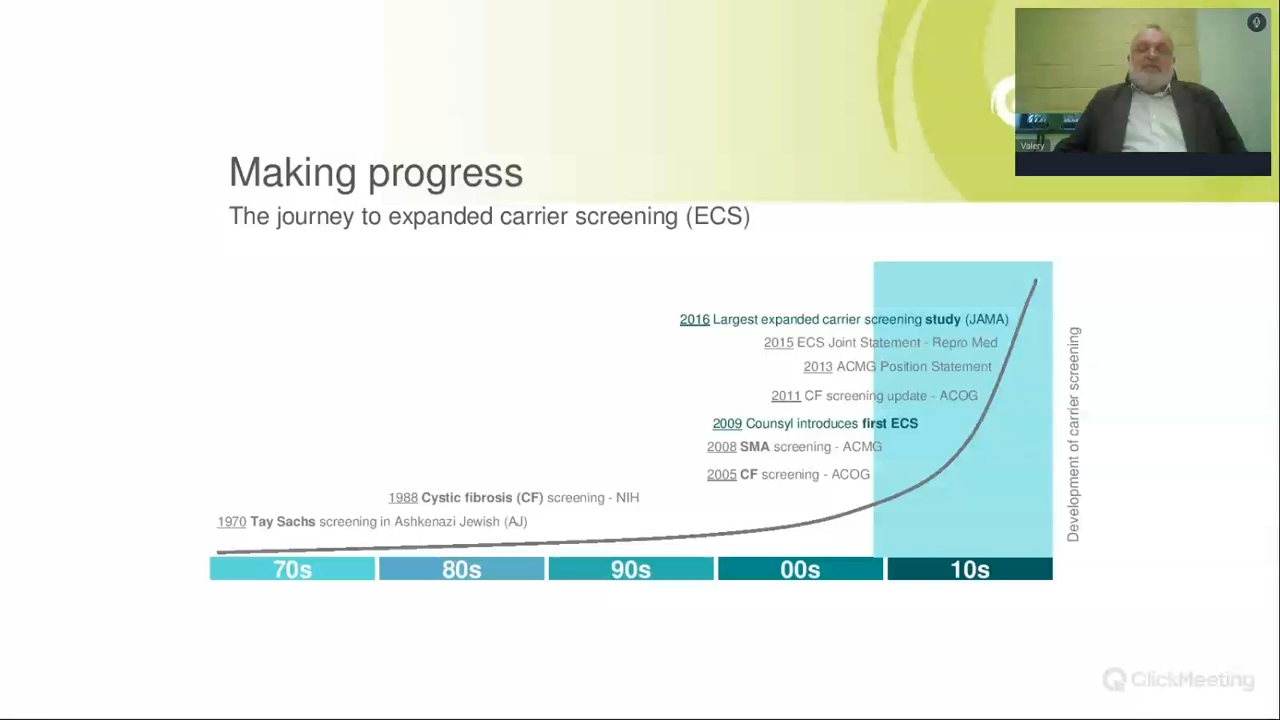 Valery
Making progress
The journey to expanded carrier screening (ECS)
2016 Largest expanded carrier screening study (JAMA)
2015 ECS Joint Statement - Repro Med
2013 ACMG Position Statement
2011 CF screening update - ACOG
2009 Counsyl introduces first ECS
2008 SMA screening - ACMG
2005 CF screening - ACOG
1988 Cystic fibrosis (CF) screening - NIH
1970 Tay Sachs screening in Ashkenazi Jewish (AJ)
Development of carrier screening
70s 80s 90s 00s 10s
ClickMeeting